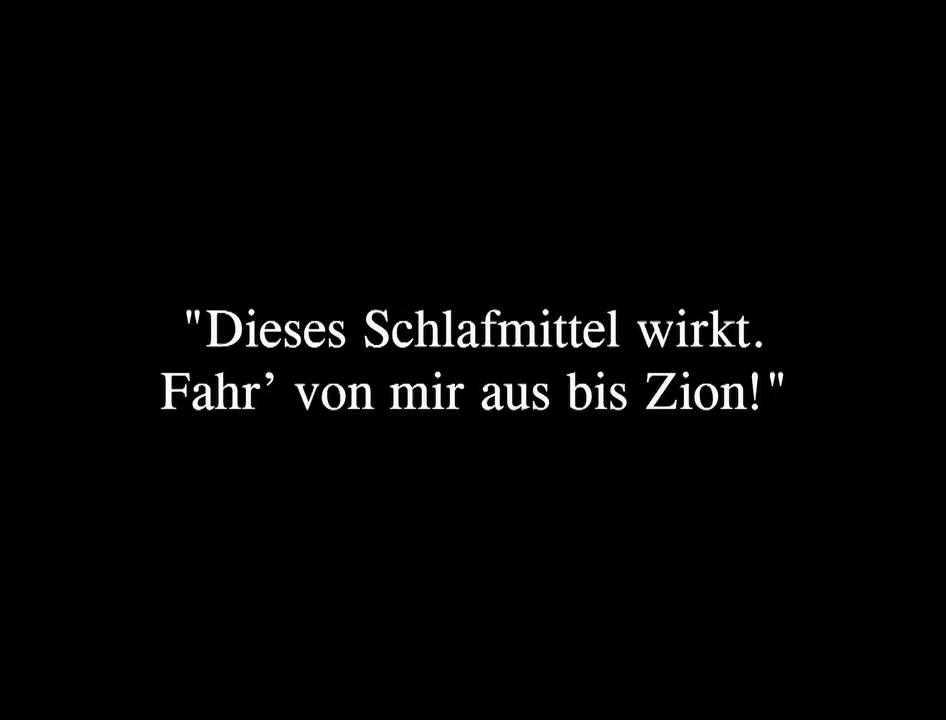 "Dieses Schlafmittel wirkt.
Fahr’ von mir aus bis Zion!"